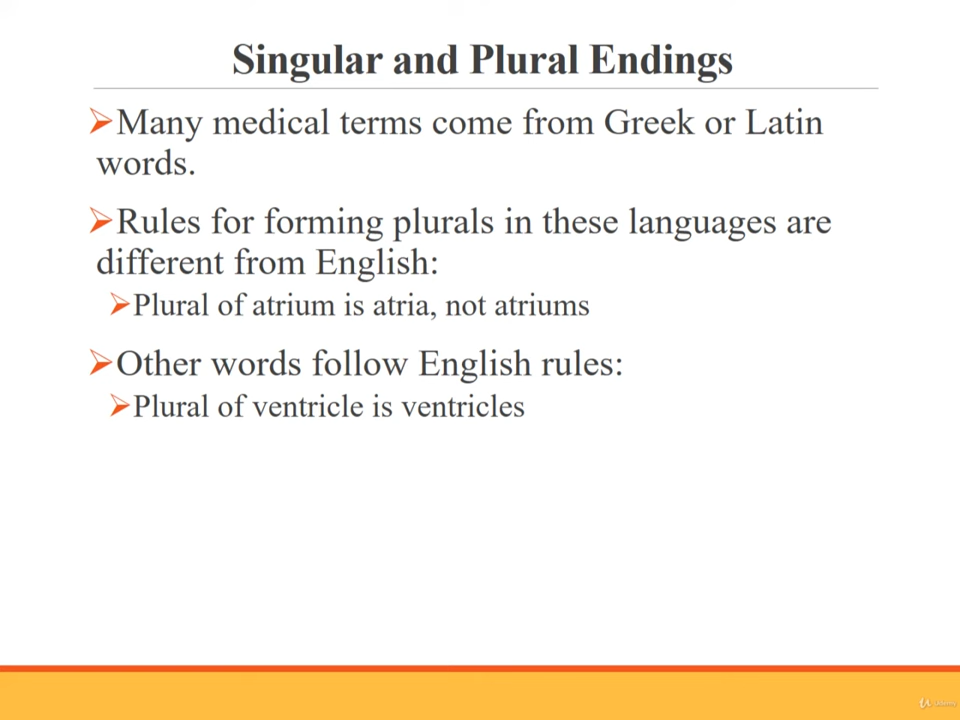 Singular and Plural Endings
➢Many medical terms come from Greek or Latin
words.
➢Rules for forming plurals in these languages are
different from English:
➢Plural of atrium is atria, not atriums
➢Other words follow English rules:
➢Plural of ventricle is ventricles
Udemy